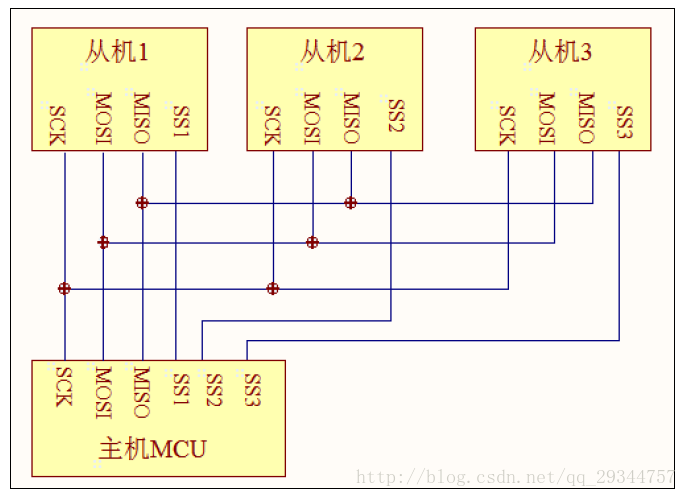 从机1
从机2
从机3
SCK
MOSI
MISO
SS1
SCK
MOSI
MISO
SS2
SCK
MOSI
MISO
SS3
SCK
MOSI
MISO
SS1
SS2
SS3
主机MCU
http://blog.csdn.net/qq_29344757